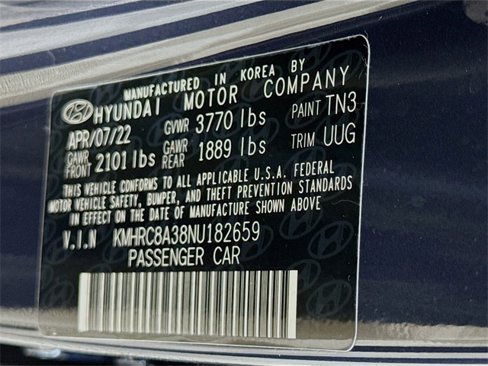 MANUFACTURED IN KOREA BY
HYUNDAI MOTOR COMPANY
APR/07/22 GVWR 3770 lbs PAINT TN3
GAWR FRONT 2101 lbs GAWR REAR 1889 lbs TRIM UUG
THIS VEHICLE CONFORMS TO ALL APPLICABLE U.S.A. FEDERAL
MOTOR VEHICLE SAFETY, BUMPER, AND THEFT PREVENTION STANDARDS
IN EFFECT ON THE DATE OF MANUFACTURE SHOWN ABOVE.
V.I.N KMHRC8A38NU182659
PASSENGER CAR